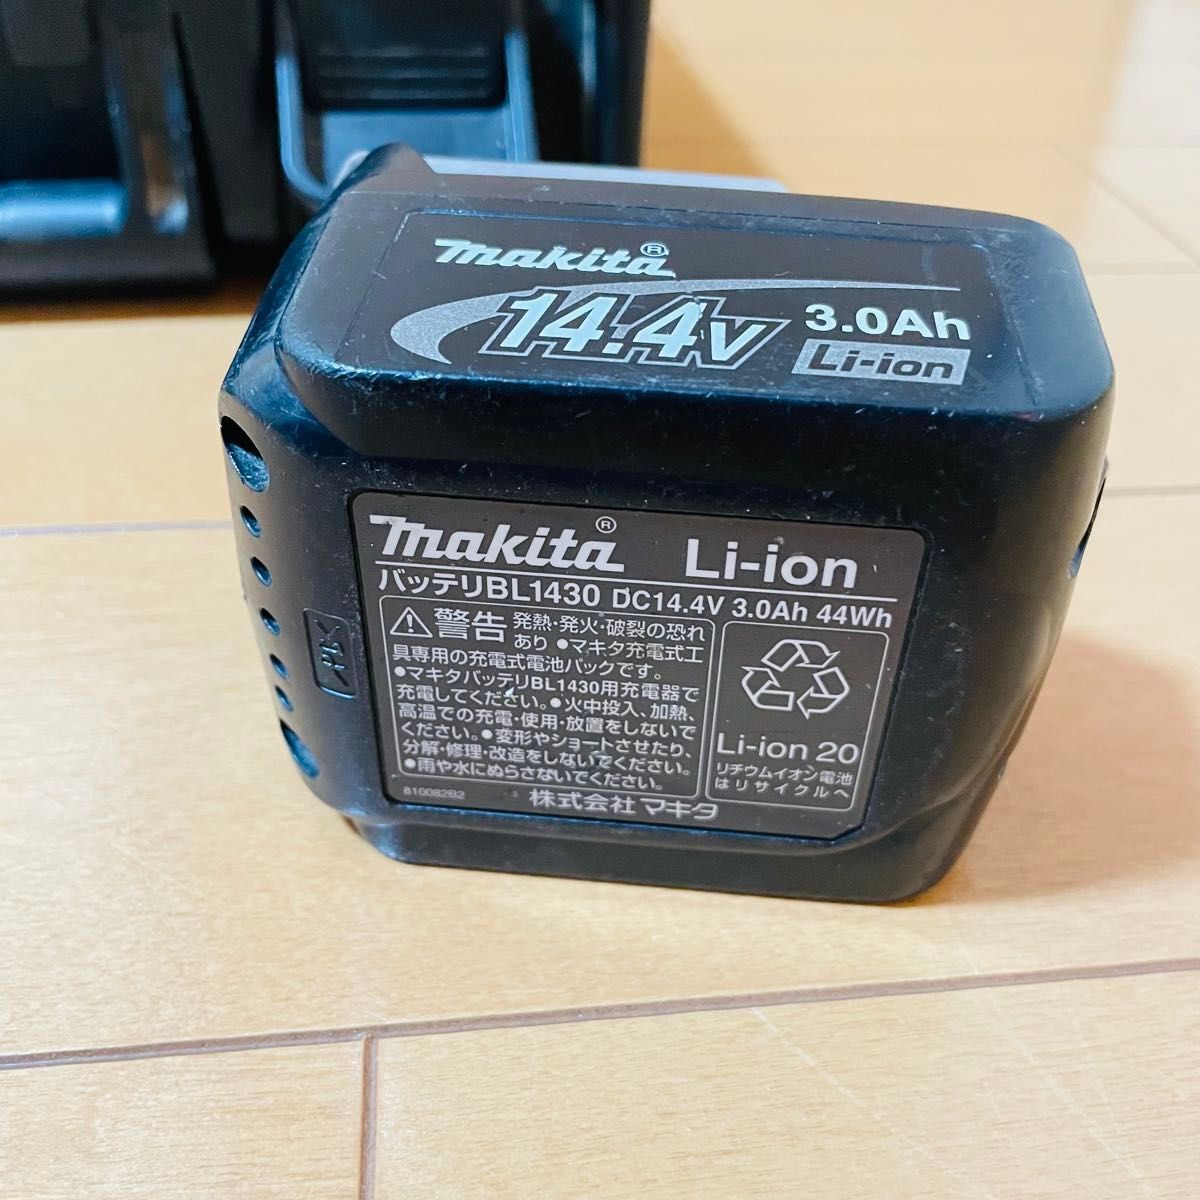 makita®
14.4V
3.0Ah
Li-ion
makita® Li-ion
バッテリBL1430 DC14.4V 3.0Ah 44Wh
警告 発熱・発火・破裂の恐れ
あり ●マキタ充電式工
具専用の充電式電池パックです。
●マキタバッテリBL1430用充電器で
充電してください。●火中投入、加熱、
高温での充電・使用・放置をしないで
ください。●変形やショートさせたり、
分解・修理・改造をしないでください。
●雨や水にぬらさないでください。
Li-ion 20
リチウムイオン電池
はリサイクルへ
810082B2
株式会社 マキタ